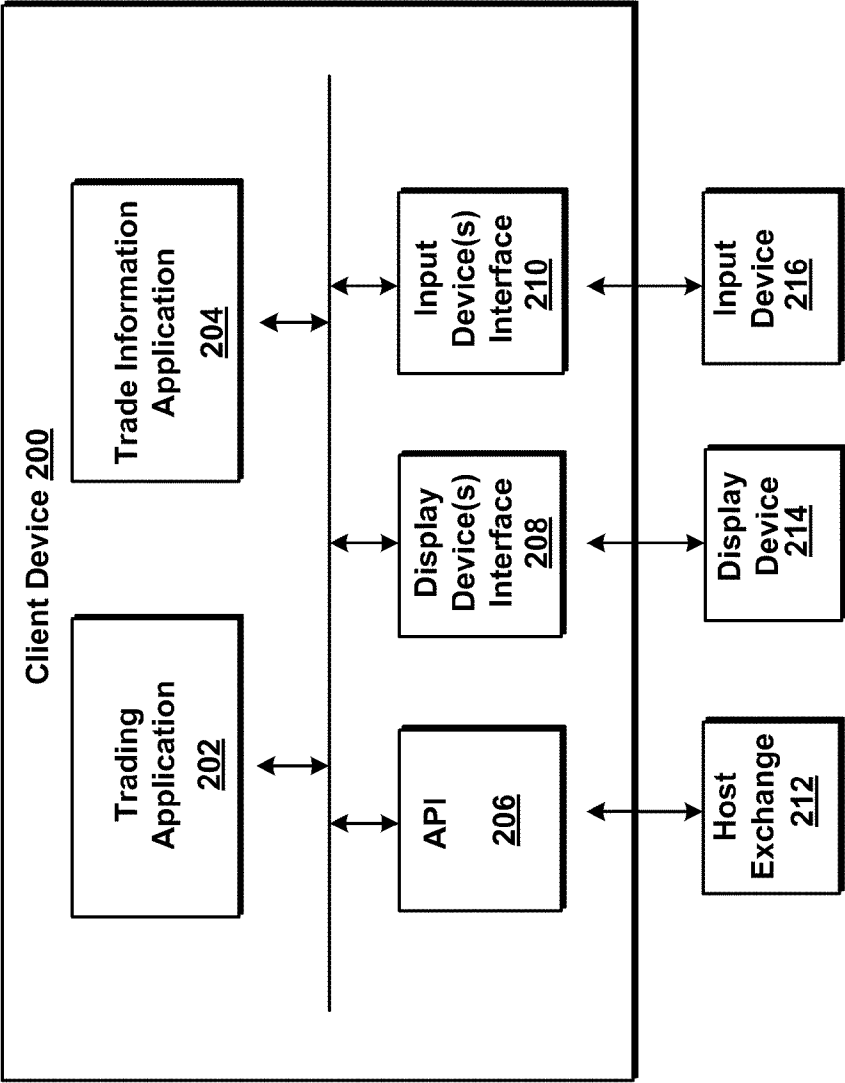 Client Device 200
Trading
Application
202
Trade Information
Application
204
API
206
Display
Device(s)
Interface
208
Input
Device(s)
Interface
210
Host
Exchange
212
Display
Device
214
Input
Device
216